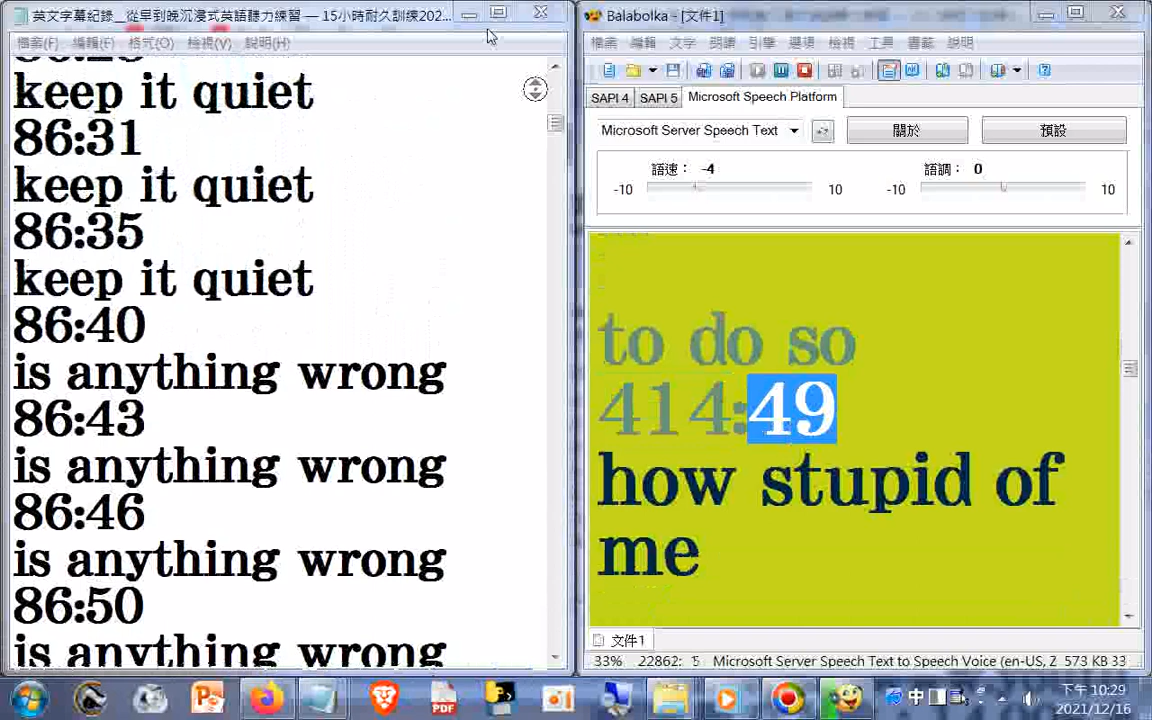 英文字幕紀錄__從早到晚沉浸式英語聽力練習 — 15小時耐久訓練202...
檔案(F) 編輯(E) 格式(O) 檢視(V) 說明(H)
keep it quiet
86:31
keep it quiet
86:35
keep it quiet
86:40
is anything wrong
86:43
is anything wrong
86:46
is anything wrong
86:50
is anything wrong
Balabolka - [文件1]
檔案 編輯 文字 朗讀 引擎 選項 檢視 工具 書籤 說明
SAPI 4 SAPI 5 Microsoft Speech Platform
Microsoft Server Speech Text 關於 預設
語速： -4 語調： 0
-10 10 -10 10
to do so
414:49
how stupid of
me
文件1
33% 22862: 5 Microsoft Server Speech Text to Speech Voice (en-US, Z 573 KB 33
PDF 中 下午 10:29
2021/12/16